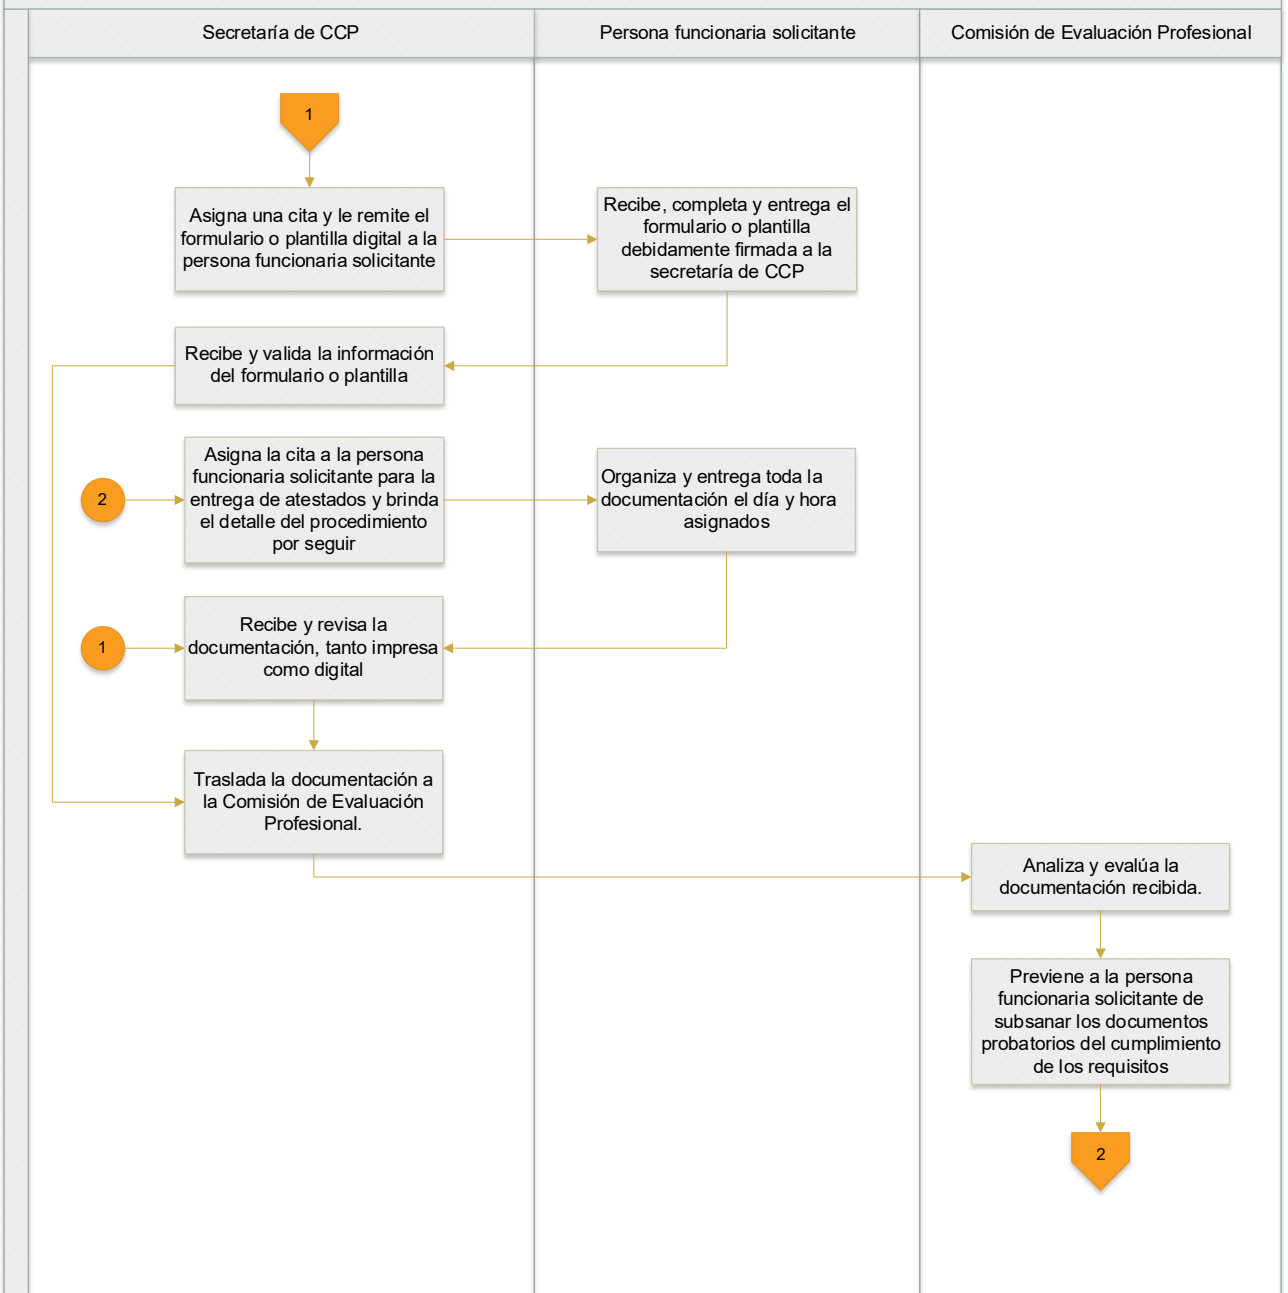 Secretaría de CCP
Persona funcionaria solicitante
Comisión de Evaluación Profesional
1
Asigna una cita y le remite el
formulario o plantilla digital a la
persona funcionaria solicitante
Recibe, completa y entrega el
formulario o plantilla
debidamente firmada a la
secretaría de CCP
Recibe y valida la información
del formulario o plantilla
2
Asigna la cita a la persona
funcionaria solicitante para la
entrega de atestados y brinda
el detalle del procedimiento
por seguir
Organiza y entrega toda la
documentación el día y hora
asignados
1
Recibe y revisa la
documentación, tanto impresa
como digital
Traslada la documentación a
la Comisión de Evaluación
Profesional.
Analiza y evalúa la
documentación recibida.
Previene a la persona
funcionaria solicitante de
subsanar los documentos
probatorios del cumplimiento
de los requisitos
2